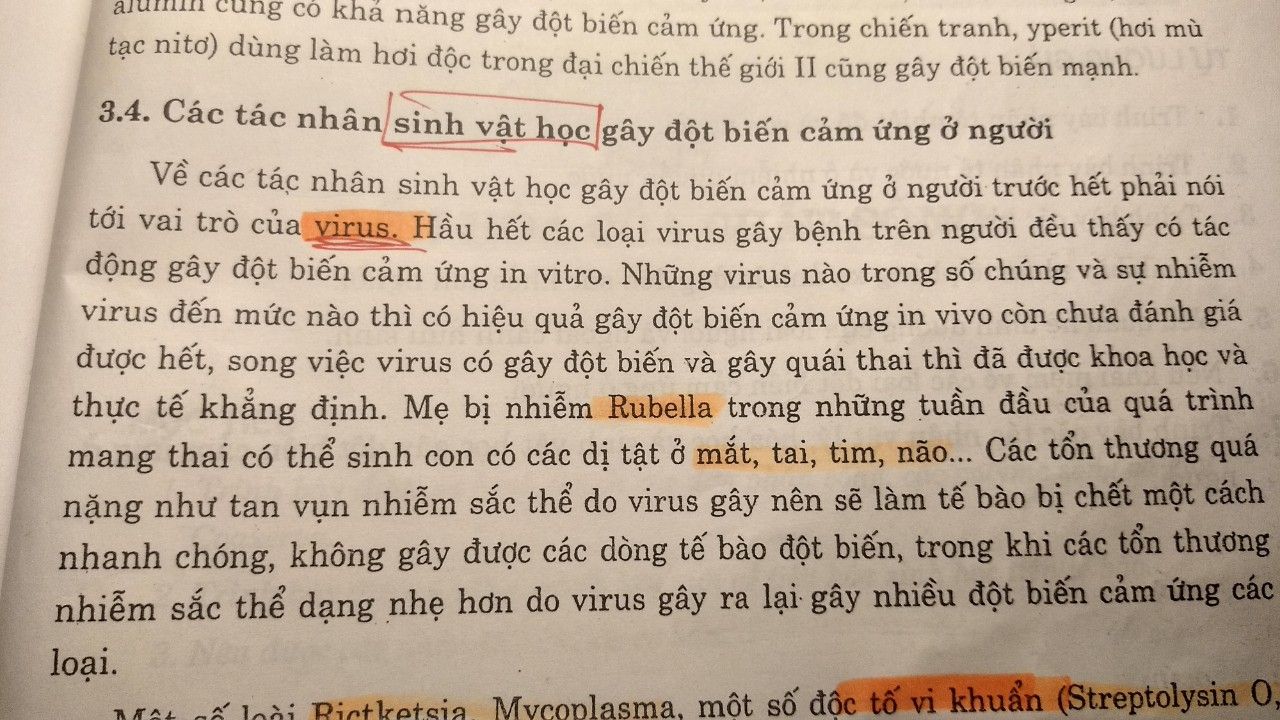 alumin cũng có khả năng gây đột biến cảm ứng. Trong chiến tranh, yperit (hơi mù
tạc nitơ) dùng làm hơi độc trong đại chiến thế giới II cũng gây đột biến mạnh.
3.4. Các tác nhân sinh vật học gây đột biến cảm ứng ở người
Về các tác nhân sinh vật học gây đột biến cảm ứng ở người trước hết phải nói
tới vai trò của virus. Hầu hết các loại virus gây bệnh trên người đều thấy có tác
động gây đột biến cảm ứng in vitro. Những virus nào trong số chúng và sự nhiễm
virus đến mức nào thì có hiệu quả gây đột biến cảm ứng in vivo còn chưa đánh giá
được hết, song việc virus có gây đột biến và gây quái thai thì đã được khoa học và
thực tế khẳng định. Mẹ bị nhiễm Rubella trong những tuần đầu của quá trình
mang thai có thể sinh con có các dị tật ở mắt, tai, tim, não... Các tổn thương quá
nặng như tan vụn nhiễm sắc thể do virus gây nên sẽ làm tế bào bị chết một cách
nhanh chóng, không gây được các dòng tế bào đột biến, trong khi các tổn thương
nhiễm sắc thể dạng nhẹ hơn do virus gây ra lại gây nhiều đột biến cảm ứng các
loại.
Một số loài Rictketsia, Mycoplasma, một số độc tố vi khuẩn (Streptolysin O,